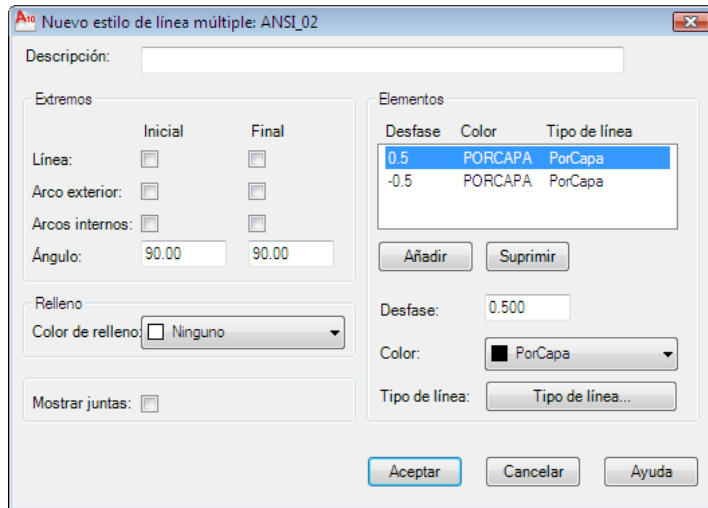 A10 Nuevo estilo de línea múltiple: ANSI_02
Descripción:
Extremos
Inicial Final
Línea:
Arco exterior:
Arcos internos:
Ángulo: 90.00 90.00
Relleno
Color de relleno: Ninguno
Mostrar juntas:
Elementos
Desfase Color Tipo de línea
0.5 PORCAPA PorCapa
-0.5 PORCAPA PorCapa
Añadir Suprimir
Desfase: 0.500
Color: PorCapa
Tipo de línea: Tipo de línea...
Aceptar Cancelar Ayuda